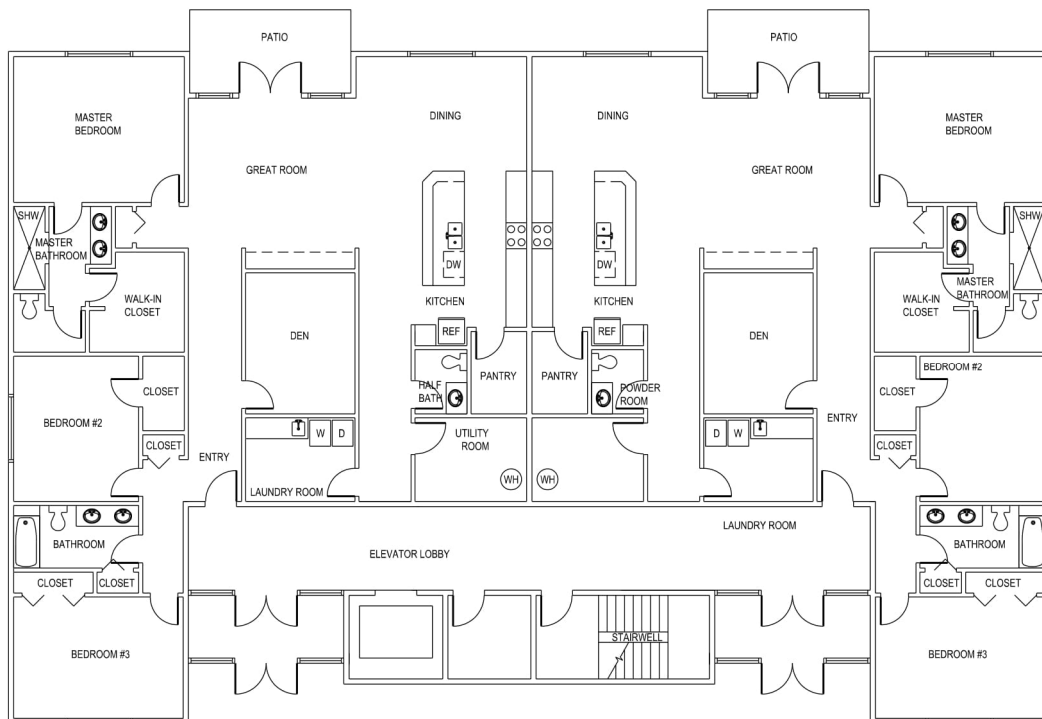 PATIO
PATIO
MASTER
BEDROOM
DINING
DINING
MASTER
BEDROOM
GREAT ROOM
GREAT ROOM
SHW
MASTER
BATHROOM
SHW
DW
DW
MASTER
BATHROOM
WALK-IN
CLOSET
KITCHEN
KITCHEN
WALK-IN
CLOSET
DEN
REF
REF
DEN
BEDROOM #2
CLOSET
HALF
BATH
PANTRY
PANTRY
POWDER
ROOM
CLOSET
BEDROOM #2
ENTRY
CLOSET
ENTRY
W
D
UTILITY
ROOM
D
W
CLOSET
WH
WH
LAUNDRY ROOM
LAUNDRY ROOM
BATHROOM
ELEVATOR LOBBY
BATHROOM
CLOSET
CLOSET
CLOSET
CLOSET
STAIRWELL
BEDROOM #3
BEDROOM #3